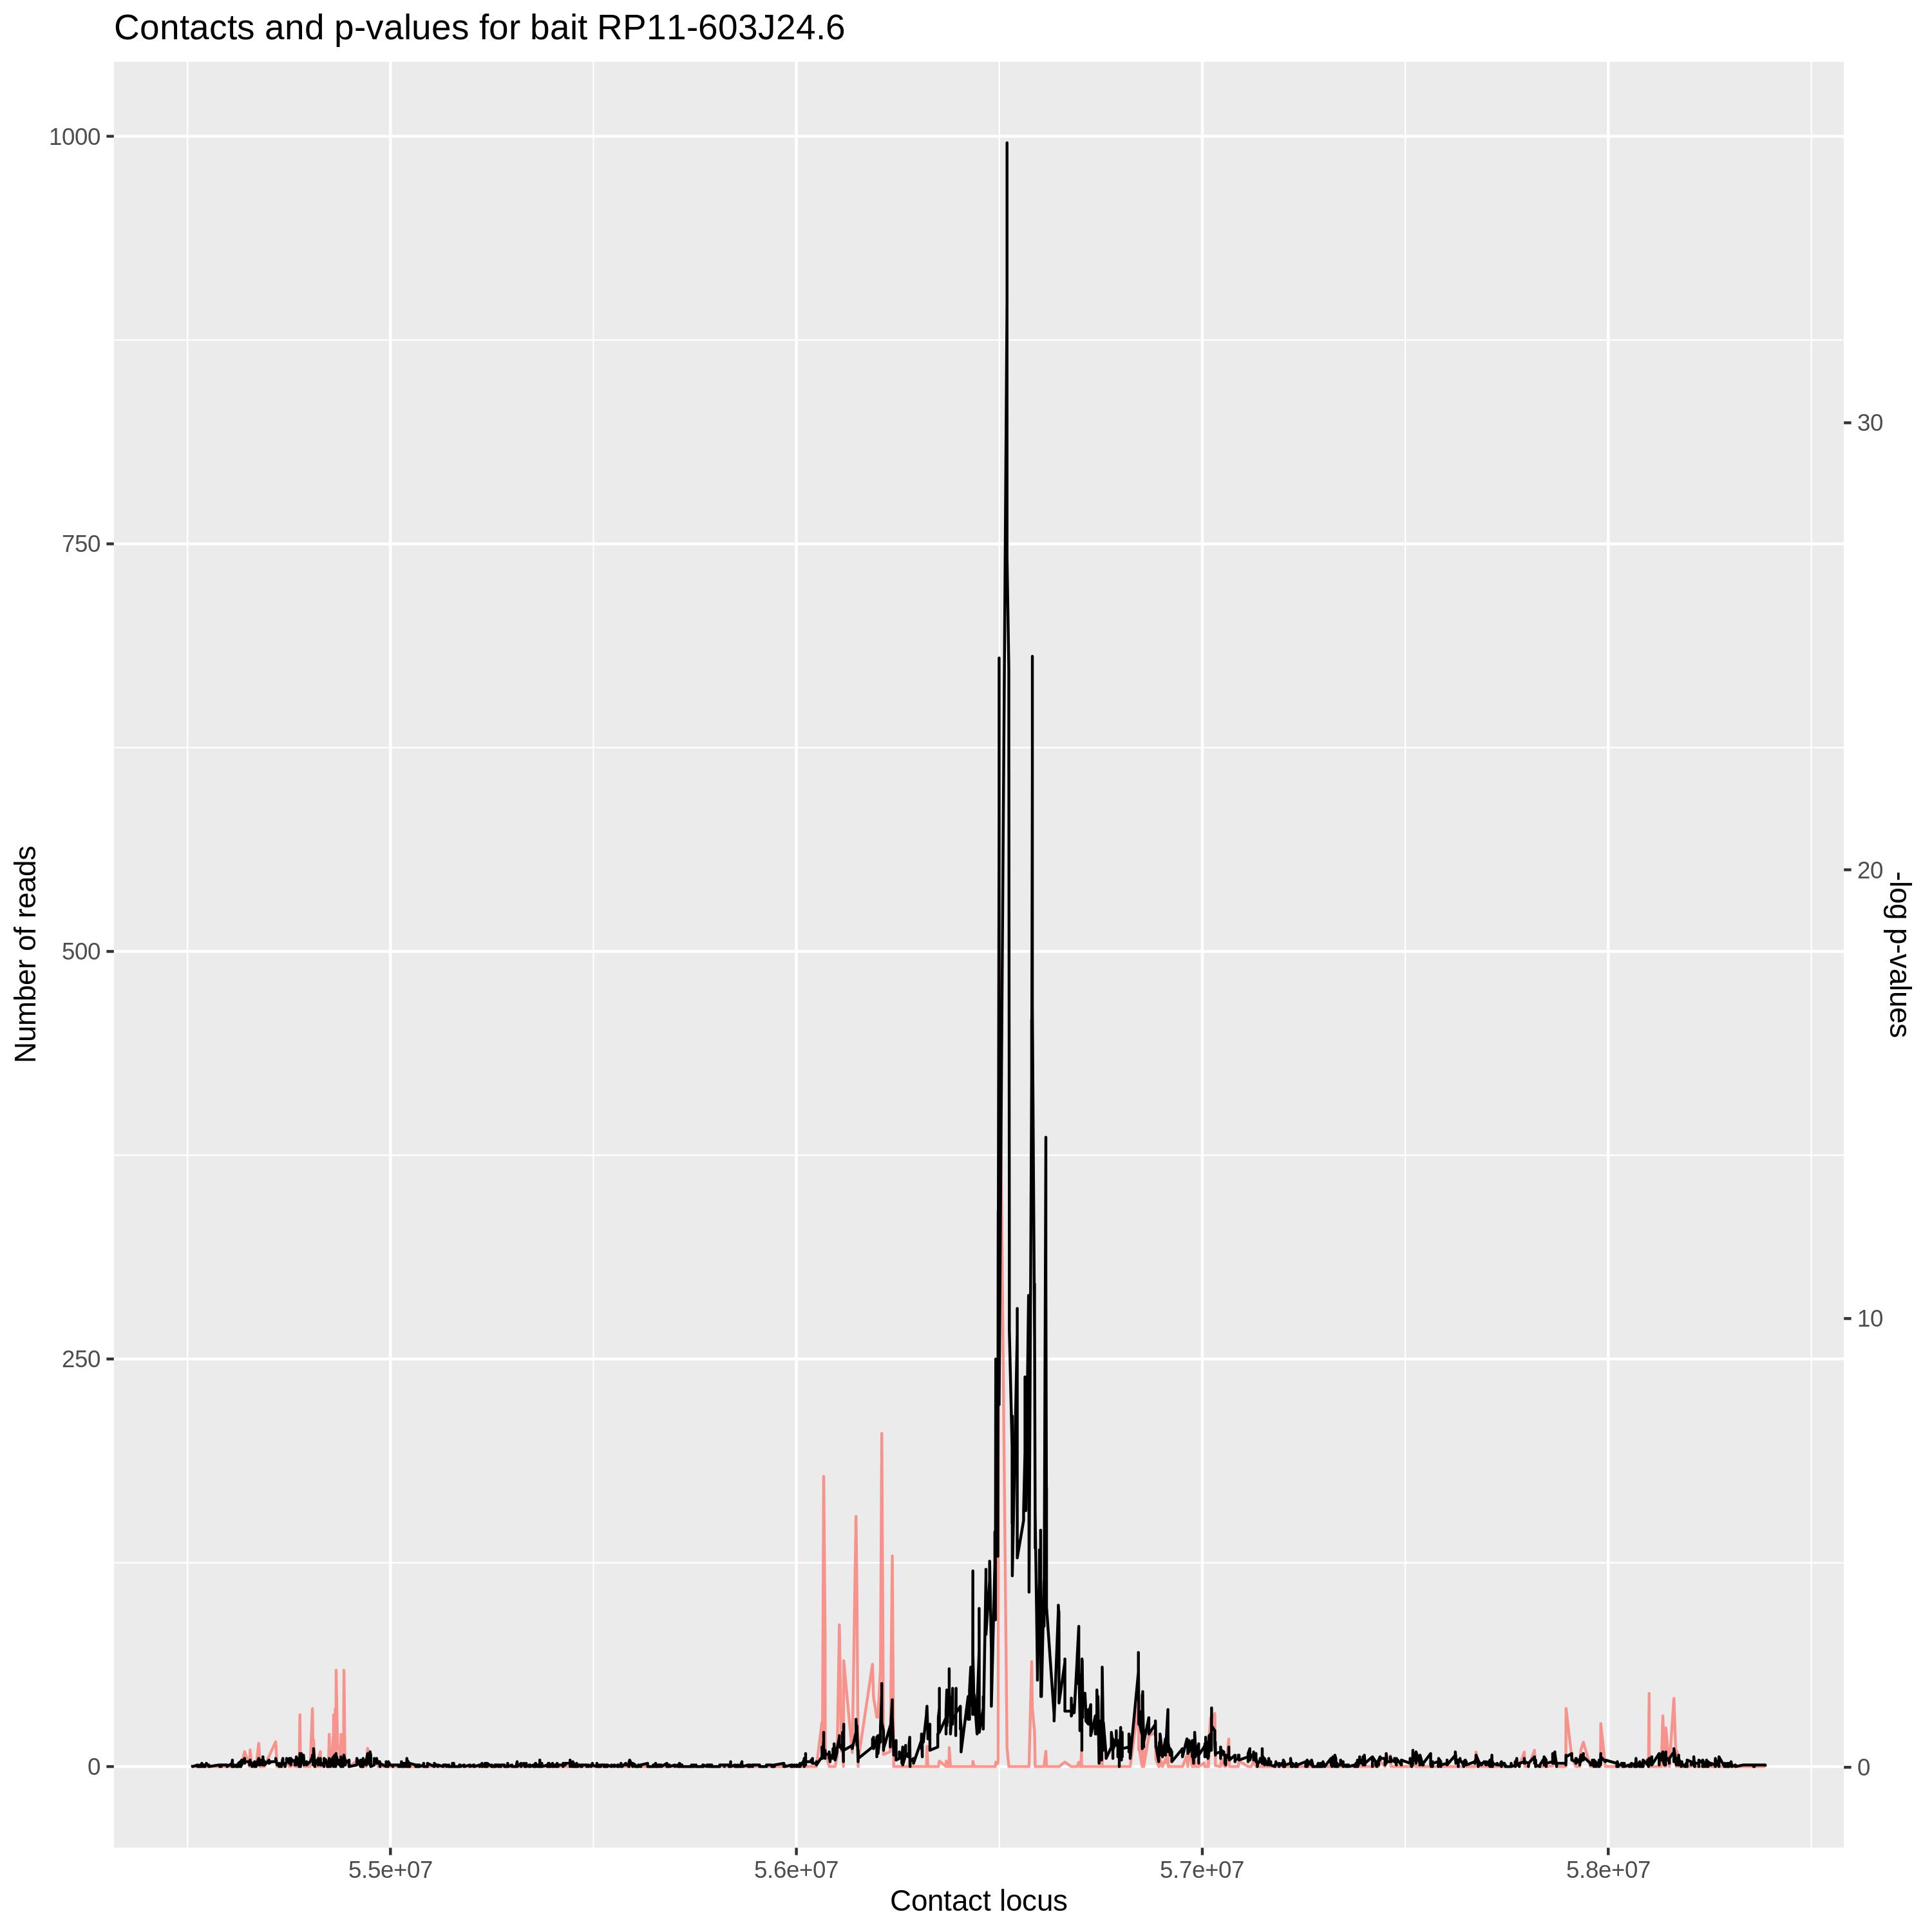 Contacts and p-values for bait RP11-603J24.6
1000
750
500
250
0
30
20
10
0
Number of reads
-log p-values
5.5e+07 5.6e+07 5.7e+07 5.8e+07
Contact locus